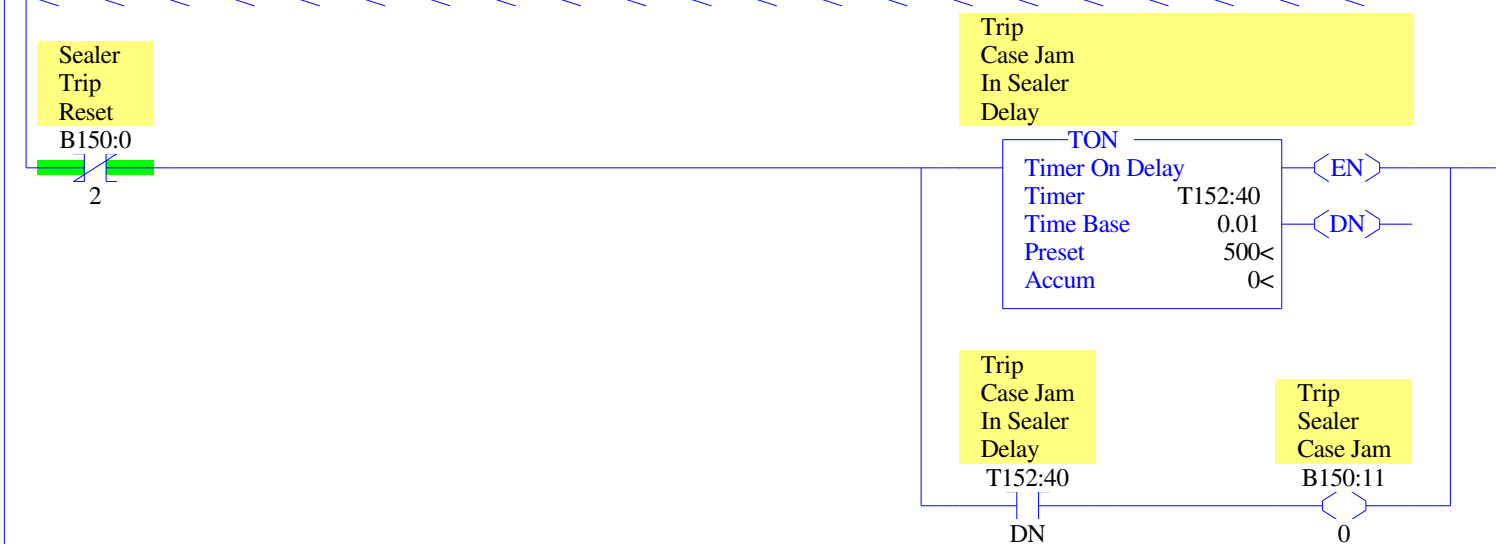 Sealer
Trip
Reset
B150:0
2
Trip
Case Jam
In Sealer
Delay
TON
Timer On Delay
Timer T152:40
Time Base 0.01
Preset 500<
Accum 0<
EN
DN
Trip
Case Jam
In Sealer
Delay
T152:40
DN
Trip
Sealer
Case Jam
B150:11
0